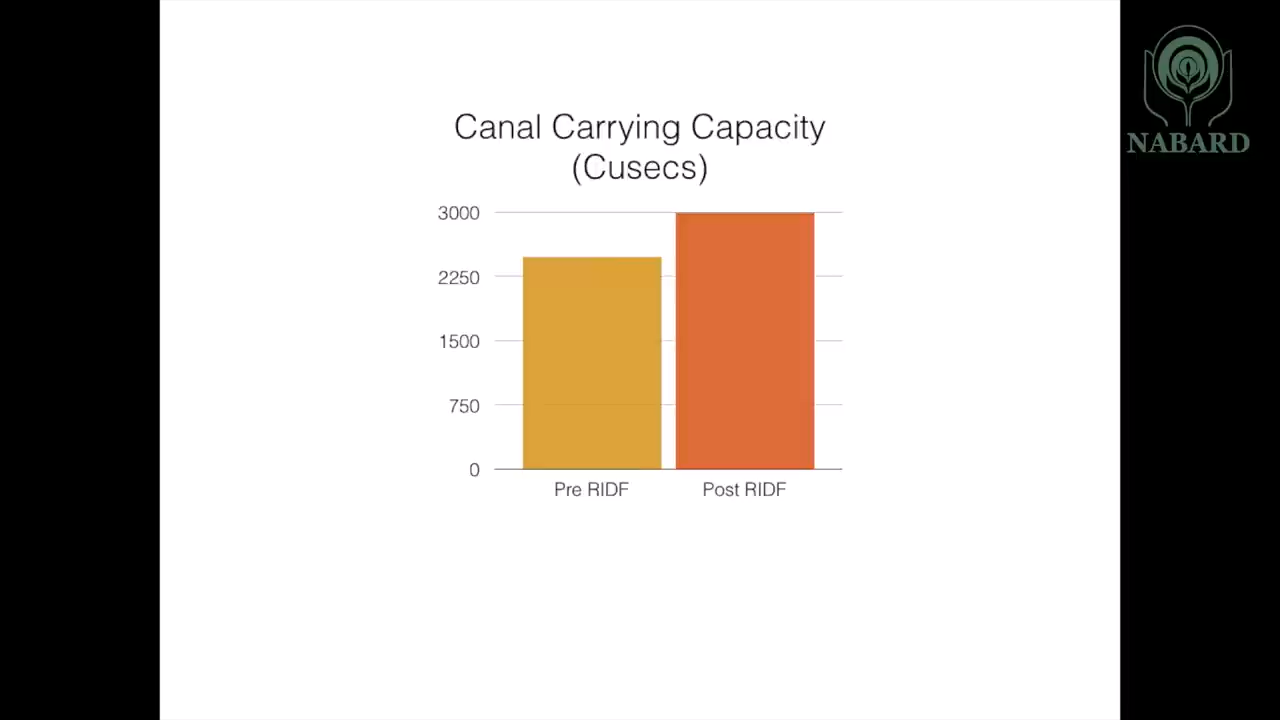 Canal Carrying Capacity
(Cusecs)
3000
2250
1500
750
0
Pre RIDF
Post RIDF
NABARD